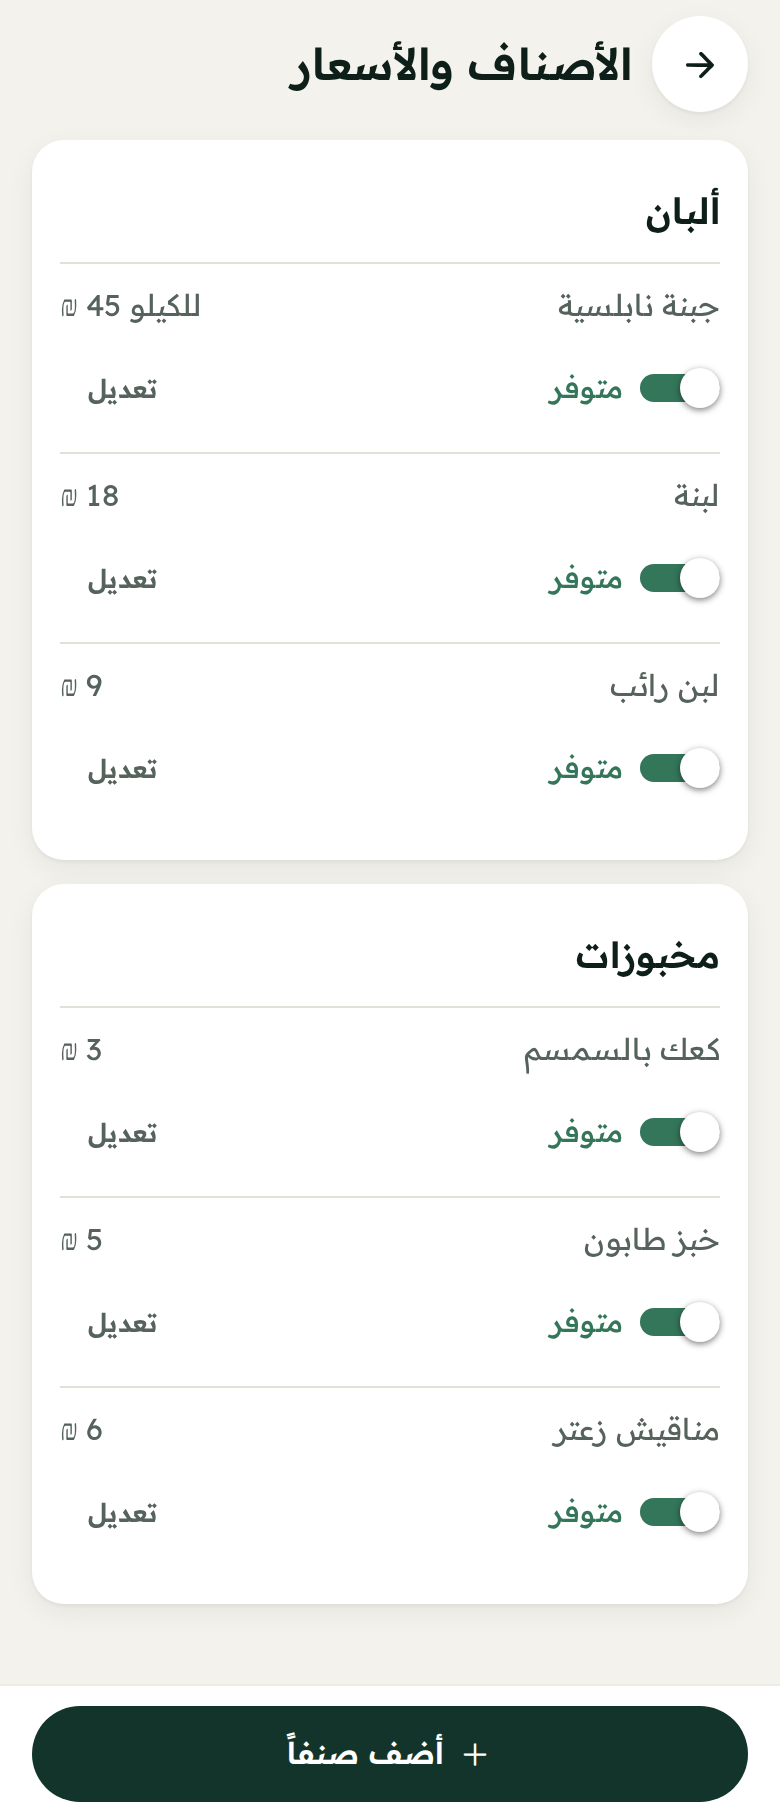 الأصناف والأسعار
ألبان
جبنة نابلسية
للكيلو 45 ₪
متوفر
تعديل
لبنة
18 ₪
متوفر
تعديل
لبن رائب
9 ₪
متوفر
تعديل
مخبوزات
كعك بالسمسم
3 ₪
متوفر
تعديل
خبز طابون
5 ₪
متوفر
تعديل
مناقيش زعتر
6 ₪
متوفر
تعديل
+ أضف صنفاً